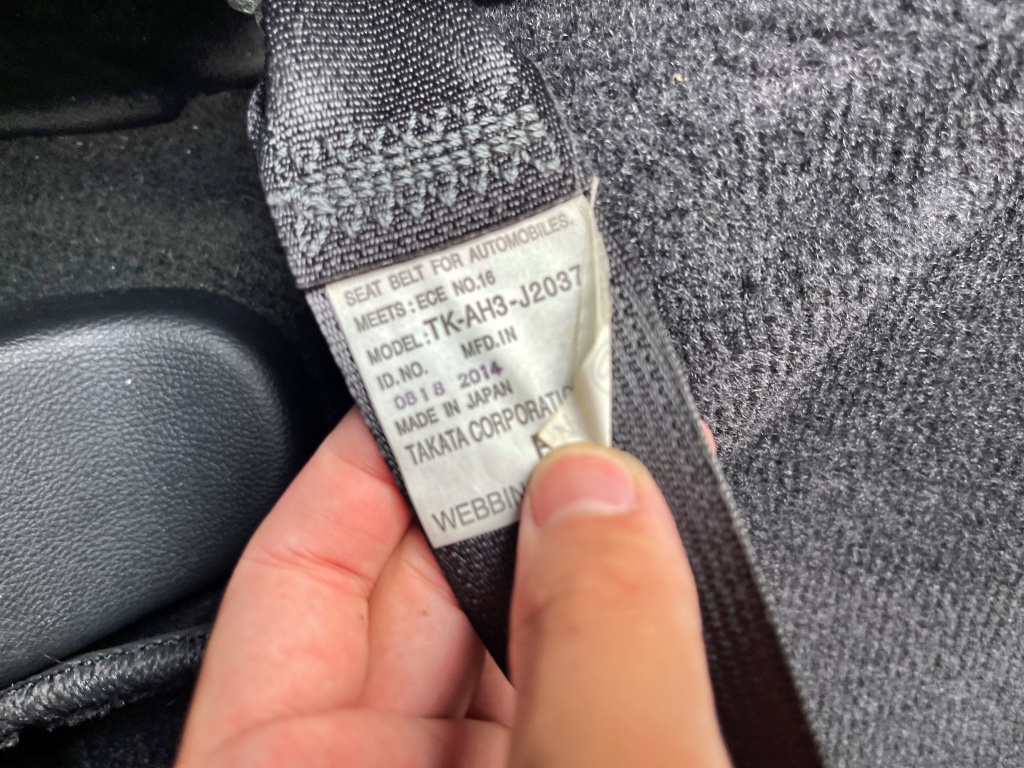 SEAT BELT FOR AUTOMOBILES.
MEETS: ECE NO.16
MODEL: TK-AH3-J2037
ID.NO. MFD.IN
0818 2014
MADE IN JAPAN
TAKATA CORPORATIO
WEBBIN